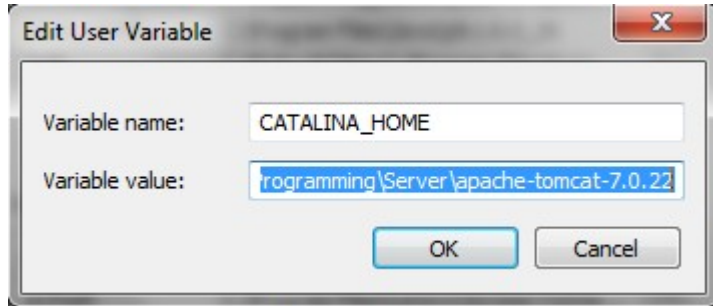 Edit User Variable
Variable name: CATALINA_HOME
Variable value: rogramming\Server\apache-tomcat-7.0.22
OK Cancel